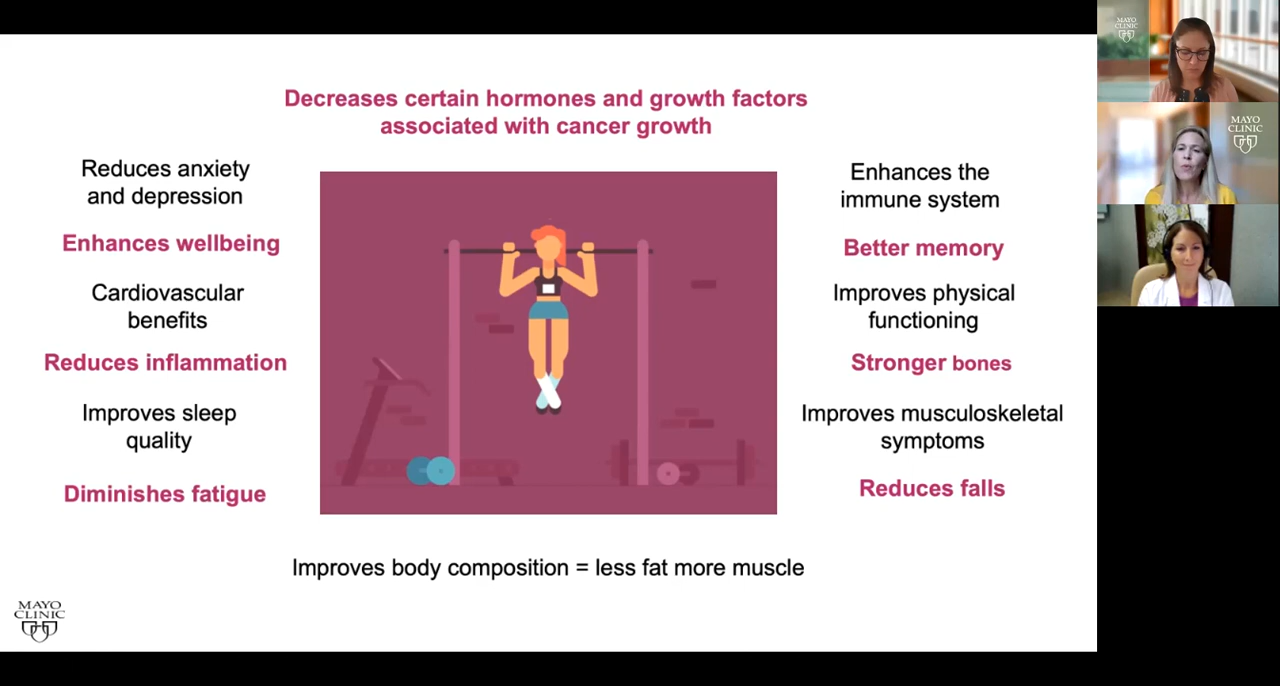 Decreases certain hormones and growth factors
associated with cancer growth
Reduces anxiety
and depression
Enhances wellbeing
Cardiovascular
benefits
Reduces inflammation
Improves sleep
quality
Diminishes fatigue
Enhances the
immune system
Better memory
Improves physical
functioning
Stronger bones
Improves musculoskeletal
symptoms
Reduces falls
Improves body composition = less fat more muscle
MAYO
CLINIC
MAYO
CLINIC
MAYO
CLINIC